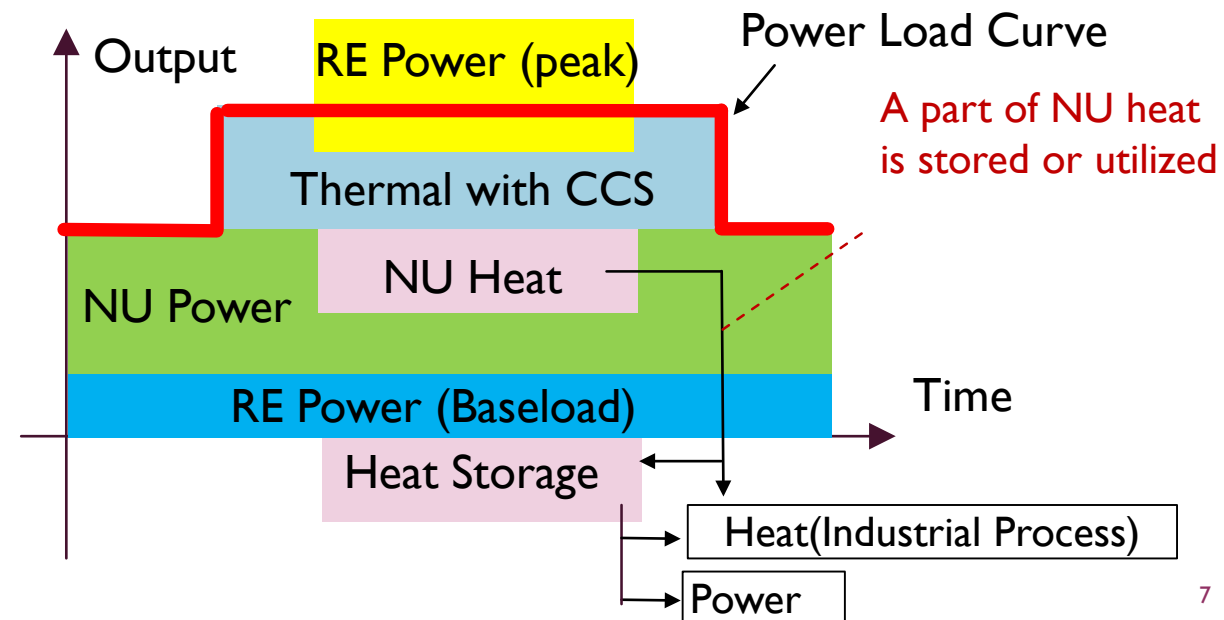 Output
RE Power (peak)
Power Load Curve
A part of NU heat
is stored or utilized
Thermal with CCS
NU Heat
NU Power
RE Power (Baseload)
Time
Heat Storage
Heat(Industrial Process)
Power
7